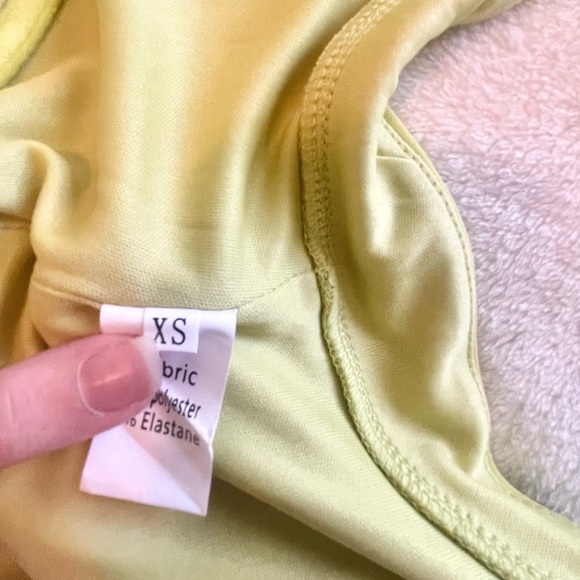 XS
bric
polyester
% Elastane